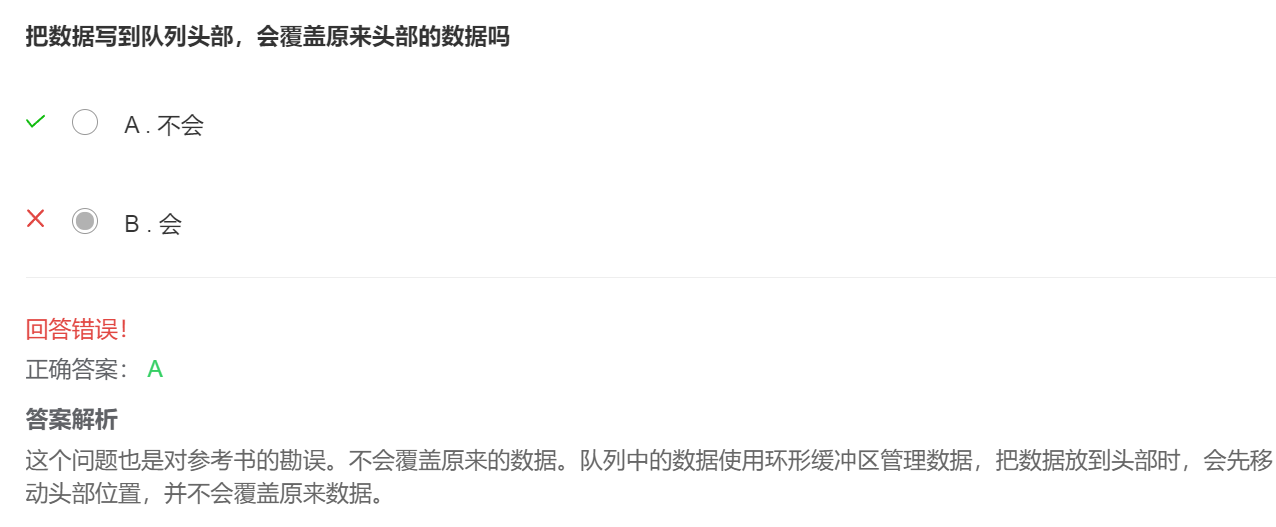 把数据写到队列头部，会覆盖原来头部的数据吗
A . 不会
B . 会
回答错误！
正确答案： A
答案解析
这个问题也是对参考书的勘误。不会覆盖原来的数据。队列中的数据使用环形缓冲区管理数据，把数据放到头部时，会先移
动头部位置，并不会覆盖原来数据。